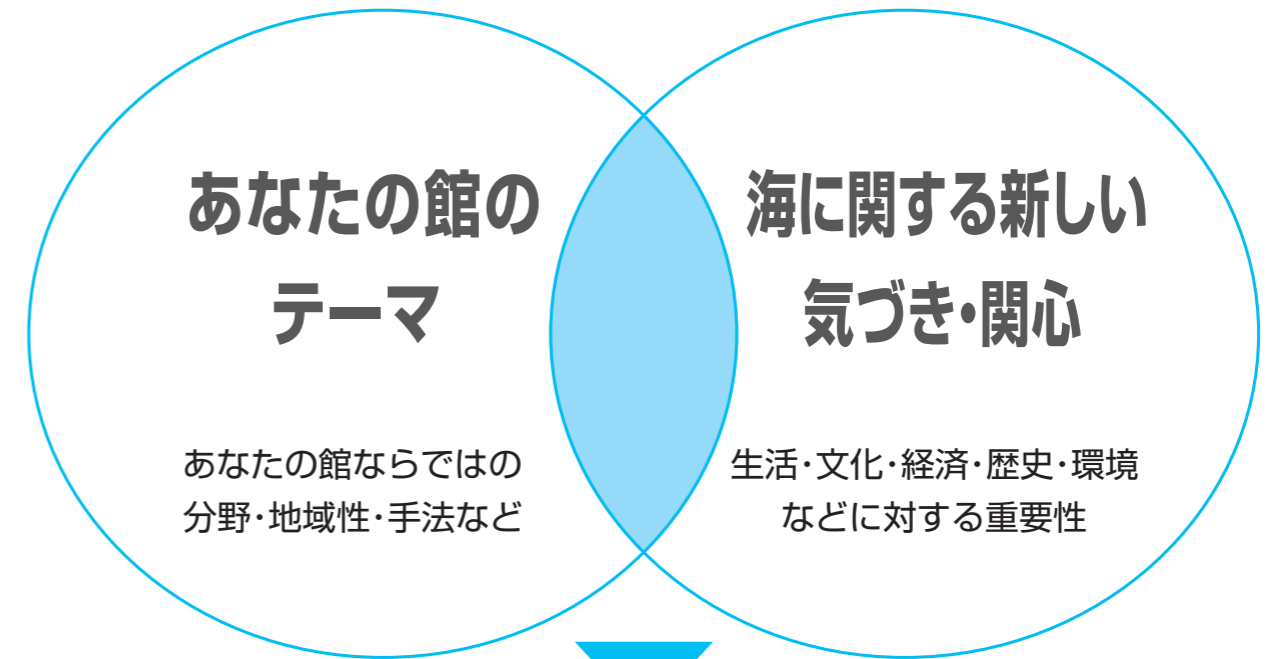 あなたの館の
テーマ
あなたの館ならではの
分野・地域性・手法など
海に関する新しい
気づき・関心
生活・文化・経済・歴史・環境
などに対する重要性